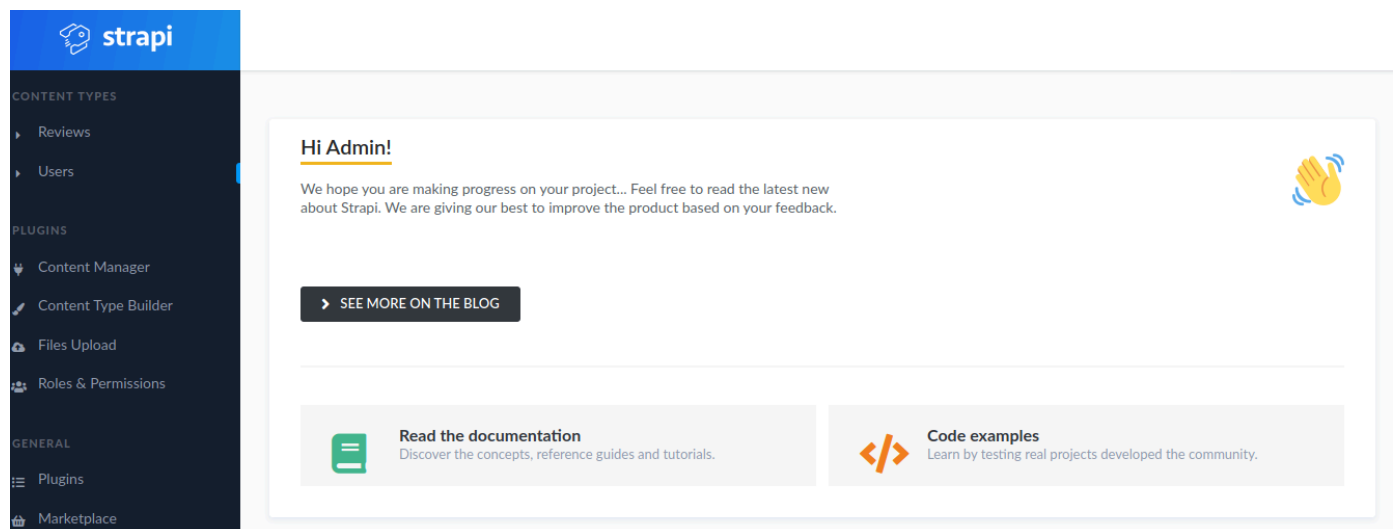 strapi
CONTENT TYPES
Reviews
Users
PLUGINS
Content Manager
Content Type Builder
Files Upload
Roles & Permissions
GENERAL
Plugins
Marketplace
Hi Admin!
We hope you are making progress on your project... Feel free to read the latest new
about Strapi. We are giving our best to improve the product based on your feedback.
SEE MORE ON THE BLOG
Read the documentation
Discover the concepts, reference guides and tutorials.
Code examples
Learn by testing real projects developed the community.